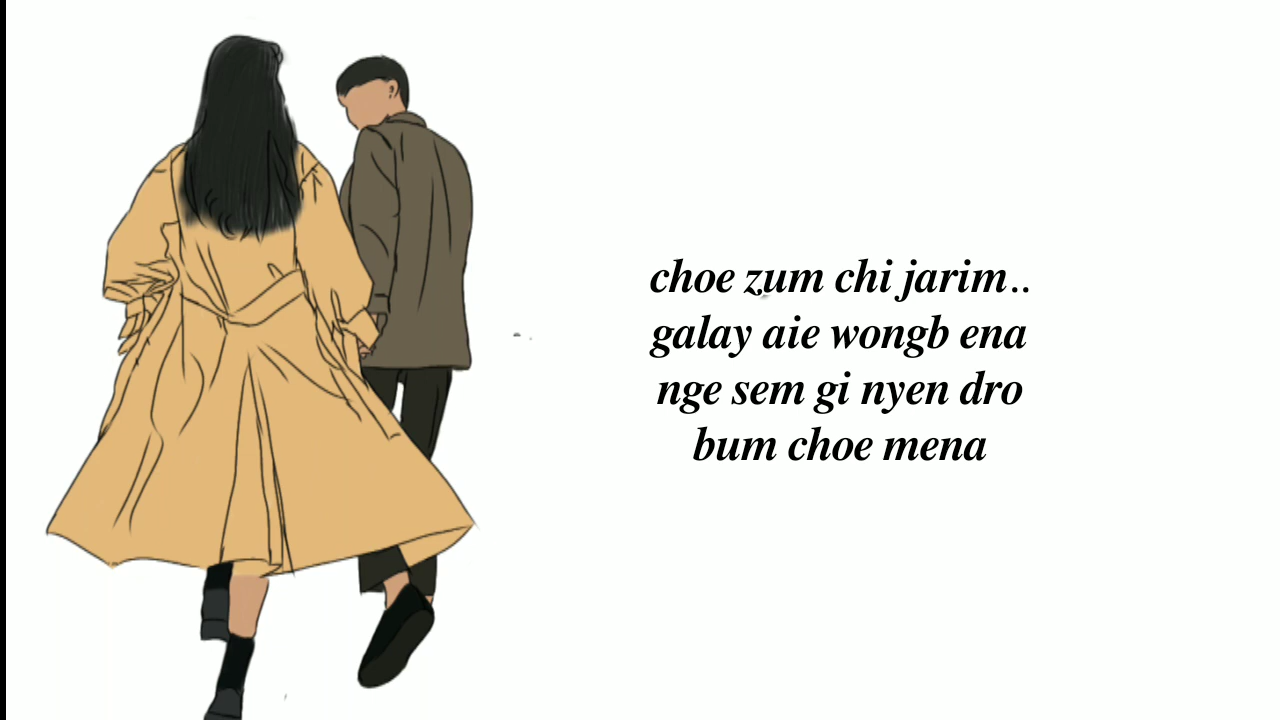 choe zum chi jarim..
galay aie wongb ena
nge sem gi nyen dro
bum choe mena